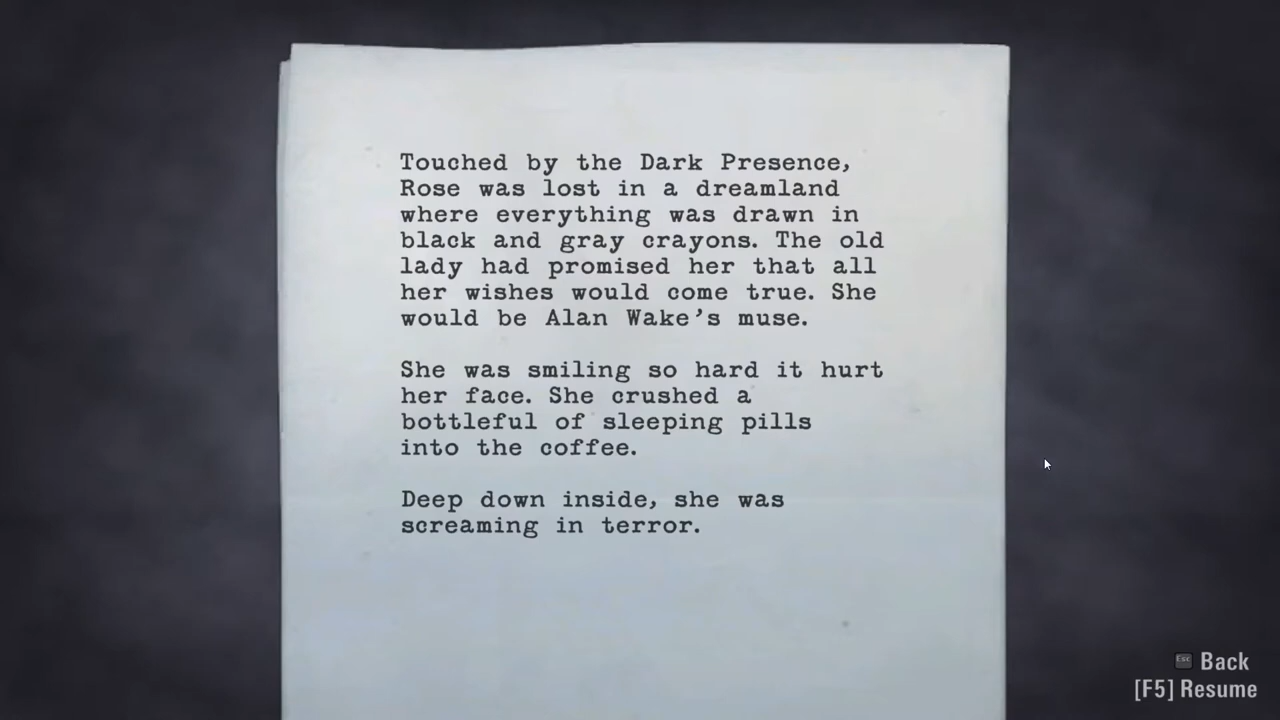 Touched by the Dark Presence,
Rose was lost in a dreamland
where everything was drawn in
black and gray crayons. The old
lady had promised her that all
her wishes would come true. She
would be Alan Wake's muse.
She was smiling so hard it hurt
her face. She crushed a
bottleful of sleeping pills
into the coffee.
Deep down inside, she was
screaming in terror.
Esc Back
[F5] Resume